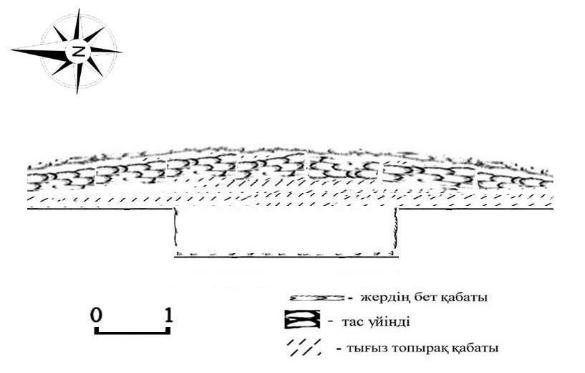 N
- жердің бет қабаты
0 1
- тас үйінді
- тығыз топырақ қабаты